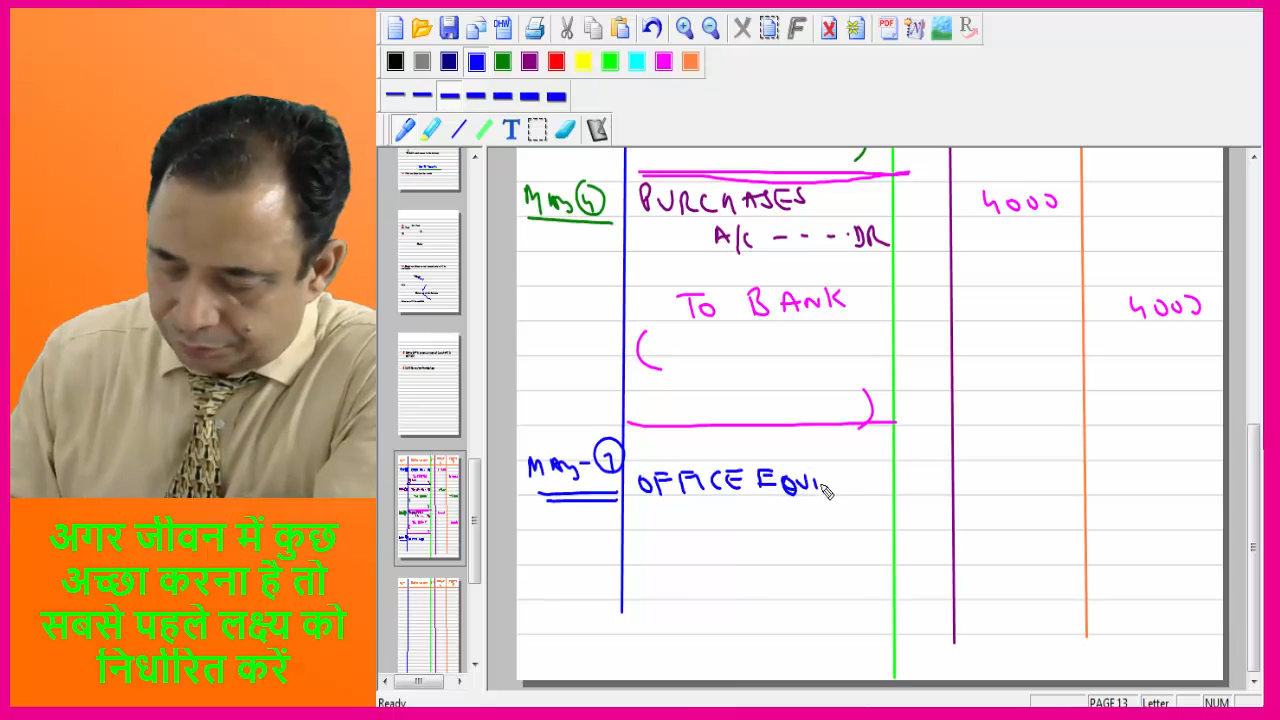 PDF
May 4
PURCHASES
4000
A/C - - - - DR
TO BANK
4000
(
)
May - 7
OFFICE EQUI
अगर जीवन में कुछ
अच्छा करना है तो
सबसे पहले लक्ष्य को
निर्धारित करें
Ready
PAGE 13
Letter
NUM